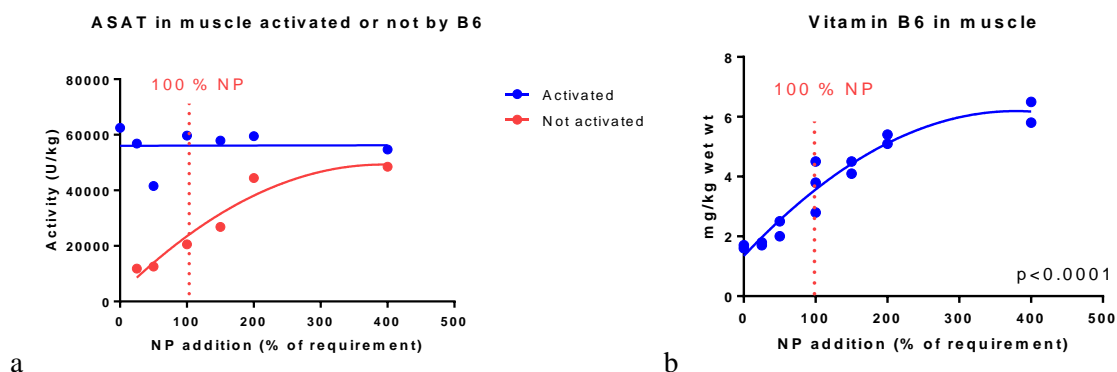 ASAT in muscle activated or not by B6
80000
60000
40000
20000
0
Activity (U/kg)
100 % NP
0 100 200 300 400 500
NP addition (% of requirement)
Activated
Not activated
a
Vitamin B6 in muscle
8
6
4
2
0
mg/kg wet wt
100 % NP
p<0.0001
0 100 200 300 400 500
NP addition (% of requirement)
b